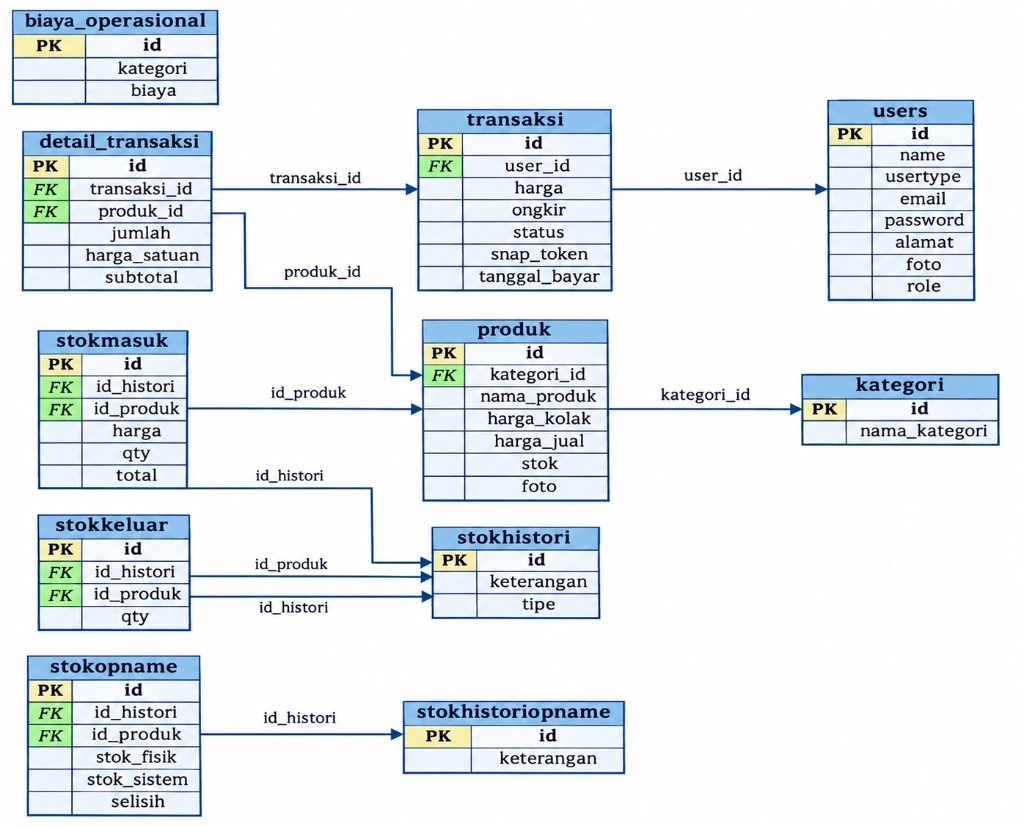 biaya_operasional
PK id
kategori
biaya
detail_transaksi
PK id
FK transaksi_id
FK produk_id
jumlah
harga_satuan
subtotal
transaksi_id
produk_id
transaksi
PK id
FK user_id
harga
ongkir
status
snap_token
tanggal_bayar
user_id
users
PK id
name
usertype
email
password
alamat
foto
role
stokmasuk
PK id
FK id_histori
FK id_produk
harga
qty
total
id_produk
id_histori
produk
PK id
FK kategori_id
nama_produk
harga_kolak
harga_jual
stok
foto
kategori_id
kategori
PK id
nama_kategori
stokkeluar
PK id
FK id_histori
FK id_produk
qty
id_produk
id_histori
stokhistori
PK id
keterangan
tipe
stokopname
PK id
FK id_histori
FK id_produk
stok_fisik
stok_sistem
selisih
id_histori
stokhistoriopname
PK id
keterangan